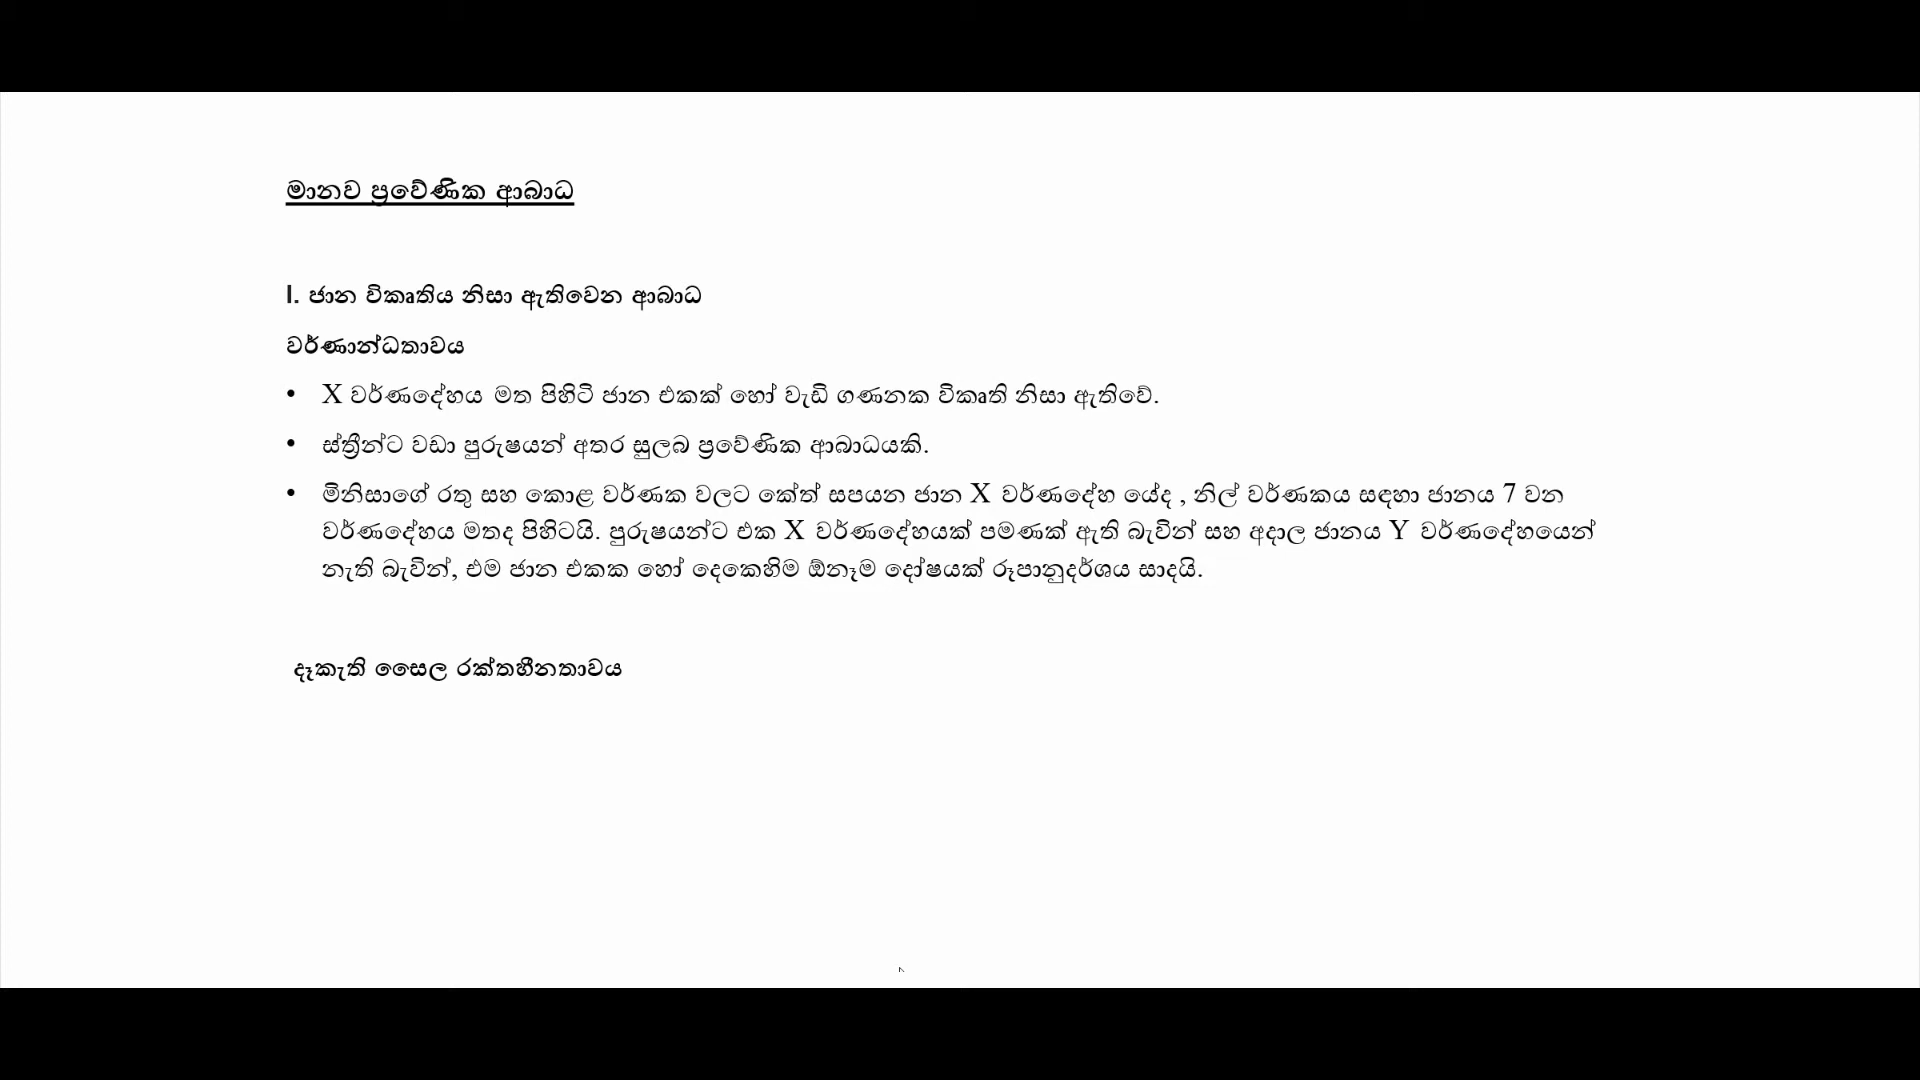 මානව ප්‍රවේණික ආබාධ
I. ජාන විකෘතිය නිසා ඇතිවෙන ආබාධ
වර්ණාන්ධතාවය
• X වර්ණදේහය මත පිහිටි ජාන එකක් හෝ වැඩි ගණනක විකෘති නිසා ඇතිවේ.
• ස්ත්‍රීන්ට වඩා පුරුෂයන් අතර සුලබ ප්‍රවේණික ආබාධයකි.
• මිනිසාගේ රතු සහ කොළ වර්ණක වලට කේත් සපයන ජාන X වර්ණදේහ යේද , නිල් වර්ණකය සඳහා ජානය 7 වන
වර්ණදේහය මතද පිහිටයි. පුරුෂයන්ට එක X වර්ණදේහයක් පමණක් ඇති බැවින් සහ අදාල ජානය Y වර්ණදේහයෙන්
නැති බැවින්, එම ජාන එකක හෝ දෙකෙහිම ඕනෑම දෝෂයක් රූපානුදර්ශය සාදයි.
දෑකැති සෛල රක්තහීනතාවය